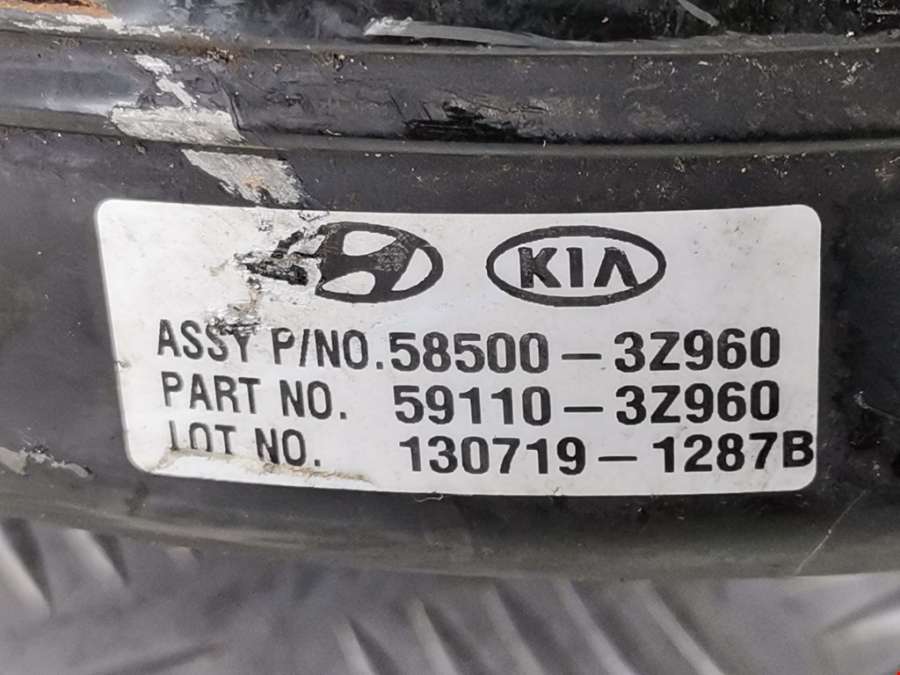 KIA
ASSY P/NO.58500-3Z960
PART NO. 59110-3Z960
LOT NO. 130719-1287B